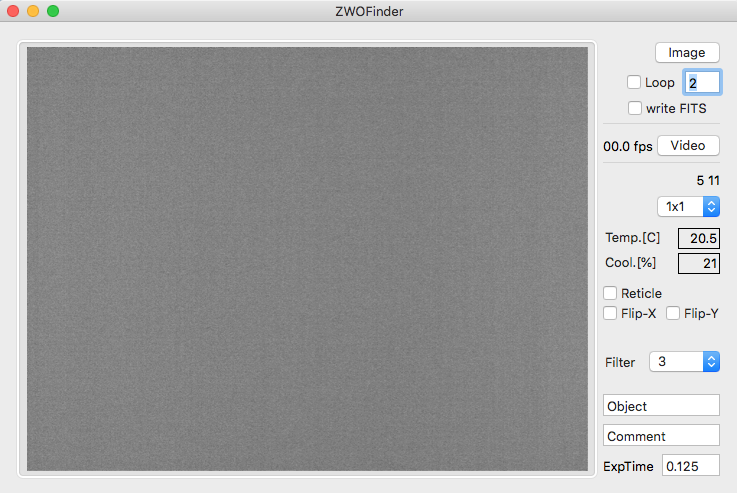 ZWOFinder
Image
Loop 2
write FITS
00.0 fps Video
5 11
1x1
Temp.[C] 20.5
Cool.[%] 21
Reticle
Flip-X Flip-Y
Filter 3
Object
Comment
ExpTime 0.125